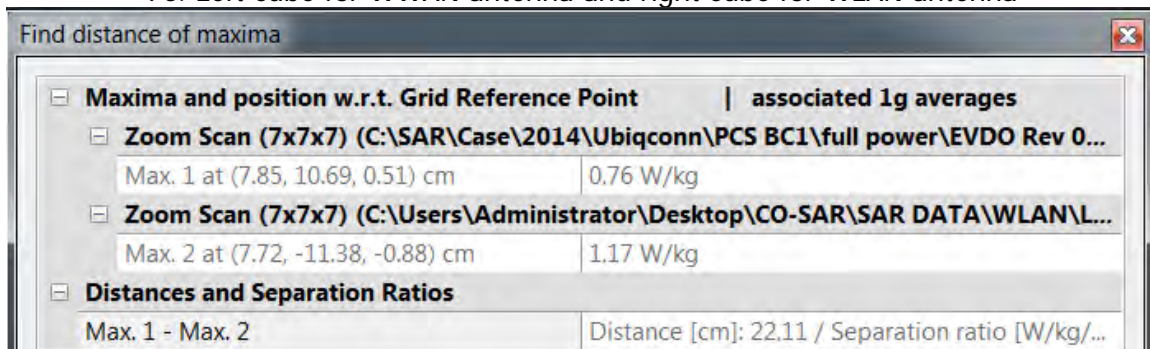 For Left cube for WWAN antenna and right cube for WLAN antenna
Find distance of maxima
Maxima and position w.r.t. Grid Reference Point | associated 1g averages
Zoom Scan (7x7x7) (C:\SAR\Case\2014\Ubiqconn\PCS BC1\full power\EVDO Rev 0...
Max. 1 at (7.85, 10.69, 0.51) cm 0,76 W/kg
Zoom Scan (7x7x7) (C:\Users\Administrator\Desktop\CO-SAR\SAR DATA\WLAN\L...
Max. 2 at (7.72, -11.38, -0.88) cm 1,17 W/kg
Distances and Separation Ratios
Max. 1 - Max. 2 Distance [cm]: 22,11 / Separation ratio [W/kg/...